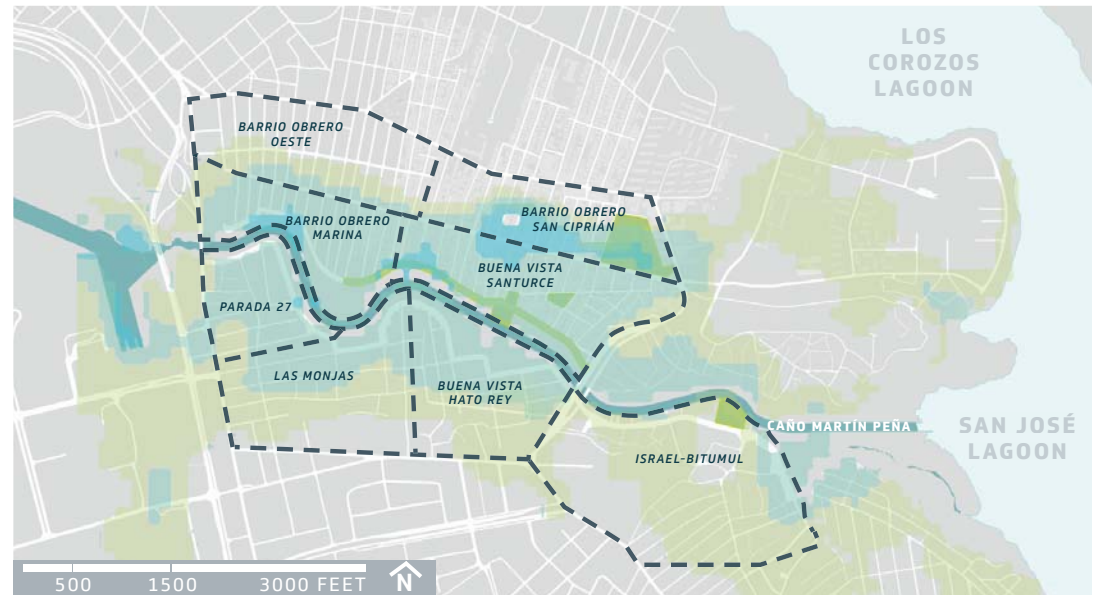 LOS
COROZOS
LAGOON
BARRIO OBRERO
OESTE
BARRIO OBRERO
MARINA
BARRIO OBRERO
SAN CIPRIÁN
BUENA VISTA
SANTURCE
PARADA 27
LAS MONJAS
BUENA VISTA
HATO REY
CAÑO MARTÍN PEÑA
SAN JOSÉ
LAGOON
ISRAEL-BITUMUL
500 1500 3000 FEET N